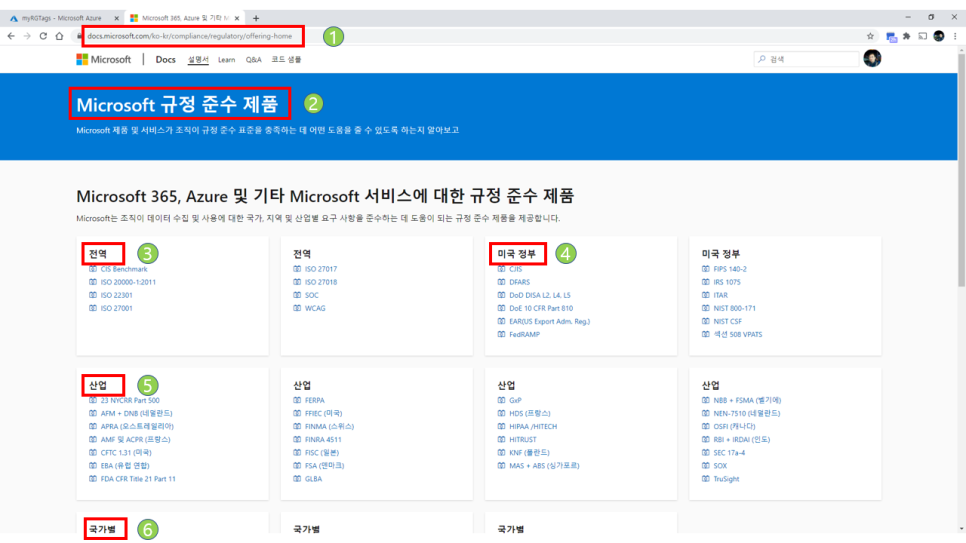 myRGTags - Microsoft Azure
Microsoft 365, Azure 및 기타 M
docs.microsoft.com/ko-kr/compliance/regulatory/offering-home
1
Microsoft
Docs
설명서
Learn
Q&A
코드 샘플
검색
Microsoft 규정 준수 제품
2
Microsoft 제품 및 서비스가 조직이 규정 준수 표준을 충족하는 데 어떤 도움을 줄 수 있도록 하는지 알아보고
Microsoft 365, Azure 및 기타 Microsoft 서비스에 대한 규정 준수 제품
Microsoft는 조직이 데이터 수집 및 사용에 대한 국가, 지역 및 산업별 요구 사항을 준수하는 데 도움이 되는 규정 준수 제품을 제공합니다.
전역
3
CIS Benchmark
ISO 20000-1:2011
ISO 22301
ISO 27001
전역
ISO 27017
ISO 27018
SOC
WCAG
미국 정부
4
CJIS
DFARS
DoD DISA L2, L4, L5
DoE 10 CFR Part 810
EAR(US Export Adm. Reg.)
FedRAMP
미국 정부
FIPS 140-2
IRS 1075
ITAR
NIST 800-171
NIST CSF
섹션 508 VPATS
산업
5
23 NYCRR Part 500
AFM + DNB (네덜란드)
APRA (오스트레일리아)
AMF 및 ACPR (프랑스)
CFTC 1.31 (미국)
EBA (유럽 연합)
FDA CFR Title 21 Part 11
산업
FERPA
FFIEC (미국)
FINMA (스위스)
FINRA 4511
FISC (일본)
FSA (덴마크)
GLBA
산업
GxP
HDS (프랑스)
HIPAA /HITECH
HITRUST
KNF (폴란드)
MAS + ABS (싱가포르)
산업
NBB + FSMA (벨기에)
NEN-7510 (네덜란드)
OSFI (캐나다)
RBI + IRDAI (인도)
SEC 17a-4
SOX
TruSight
국가별
6
국가별
국가별